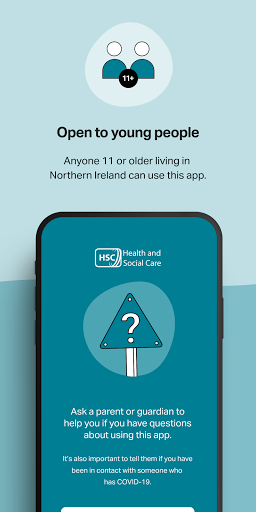 11+
Open to young people
Anyone 11 or older living in
Northern Ireland can use this app.
HSC Health and
Social Care
?
Ask a parent or guardian to
help you if you have questions
about using this app.
It's also important to tell them if you have
been in contact with someone who
has COVID-19.